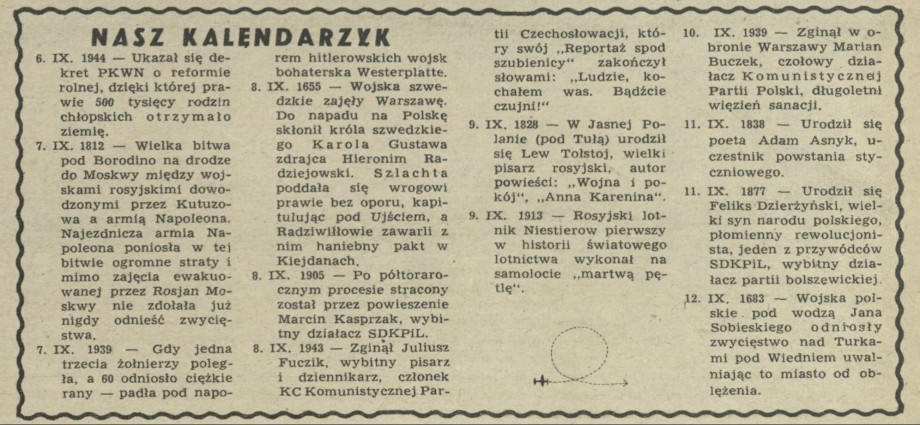 NASZ KALENDARZYK
6. IX. 1944 — Ukazał się de-
kret PKWN o reformie
rolnej, dzięki której pra-
wie 500 tysięcy rodzin
chłopskich otrzymało
ziemię.
7. IX. 1812 — Wielka bitwa
pod Borodino na drodze
do Moskwy między woj-
skami rosyjskimi dowo-
dzonymi przez Kutuzo-
wa a armią Napoleona.
Najezdnicza armia Na-
poleona poniosła w tej
bitwie ogromne straty i
mimo zajęcia ewakuo-
wanej przez Rosjan Mo-
skwy nie zdołała już
nigdy odnieść zwycię-
stwa.
7. IX. 1939 — Gdy jedna
trzecia żołnierzy poleg-
ła, a 60 odniosło ciężkie
rany — padła pod napo-
rem hitlerowskich wojsk
bohaterska Westerplatte.
8. IX. 1655 — Wojska szwe-
dzkie zajęły Warszawę.
Do napadu na Polskę
skłonił króla szwedzkie-
go Karola Gustawa
zdrajca Hieronim Ra-
dziejowski. Szlachta
poddała się wrogowi
prawie bez oporu, kapi-
tulując pod Ujściem, a
Radziwiłłowie zawarli z
nim haniebny pakt w
Kiejdanach.
8. IX. 1905 — Po półtoraro-
cznym procesie stracony
został przez powieszenie
Marcin Kasprzak, wybi-
tny działacz SDKPiL.
8. IX. 1943 — Zginął Juliusz
Fuczik, wybitny pisarz
i dziennikarz, członek
KC Komunistycznej Par-
tii Czechosłowacji, któ-
ry swój „Reportaż spod
szubienicy" zakończył
słowami: „Ludzie, ko-
chałem was. Bądźcie
czujni!"
9. IX. 1828 — W Jasnej Po-
lanie (pod Tułą) urodził
się Lew Tołstoj, wielki
pisarz rosyjski, autor
powieści: „Wojna i po-
kój", „Anna Karenina".
9. IX. 1913 — Rosyjski lot-
nik Niestierow pierwszy
w historii światowego
lotnictwa wykonał na
samolocie „martwą pę-
tlę".
10. IX. 1939 — Zginął w o-
bronie Warszawy Marian
Buczek, czołowy dzia-
łacz Komunistycznej
Partii Polski, długoletni
więzień sanacji.
11. IX. 1838 — Urodził się
poeta Adam Asnyk, u-
czestnik powstania sty-
czniowego.
11. IX. 1877 — Urodził się
Feliks Dzierżyński, wiel-
ki syn narodu polskiego,
płomienny rewolucjoni-
sta, jeden z przywódców
SDKPiL, wybitny dzia-
łacz partii bolszewickiej.
12. IX. 1683 — Wojska pol-
skie pod wodzą Jana
Sobieskiego odniosły
zwycięstwo nad Turka-
mi pod Wiedniem uwal-
niając to miasto od ob-
lężenia.